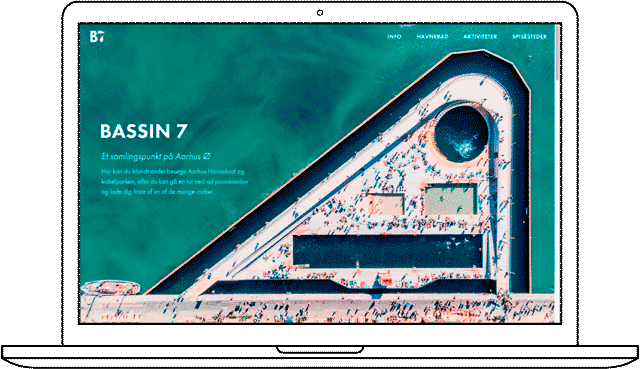 B7
INFO HAVNEBAD AKTIVITETER SPISESTEDER
BASSIN 7
Et samlingspunkt på Aarhus Ø
Her kan du blandt andet besøge Aarhus Havnebad og
kabelparken, eller du kan gå en tur ned ad promenaden
og lade dig friste af en af de mange caféer.